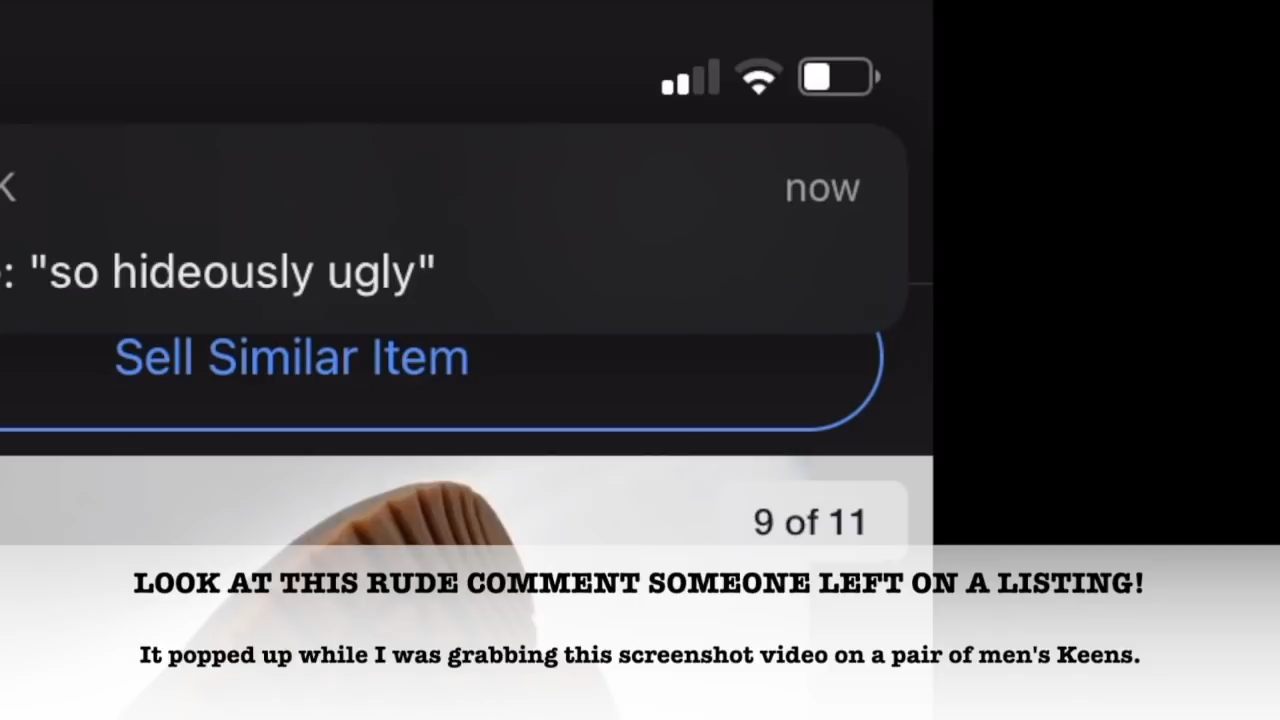 K
now
: "so hideously ugly"
Sell Similar Item
9 of 11
LOOK AT THIS RUDE COMMENT SOMEONE LEFT ON A LISTING!
It popped up while I was grabbing this screenshot video on a pair of men's Keens.